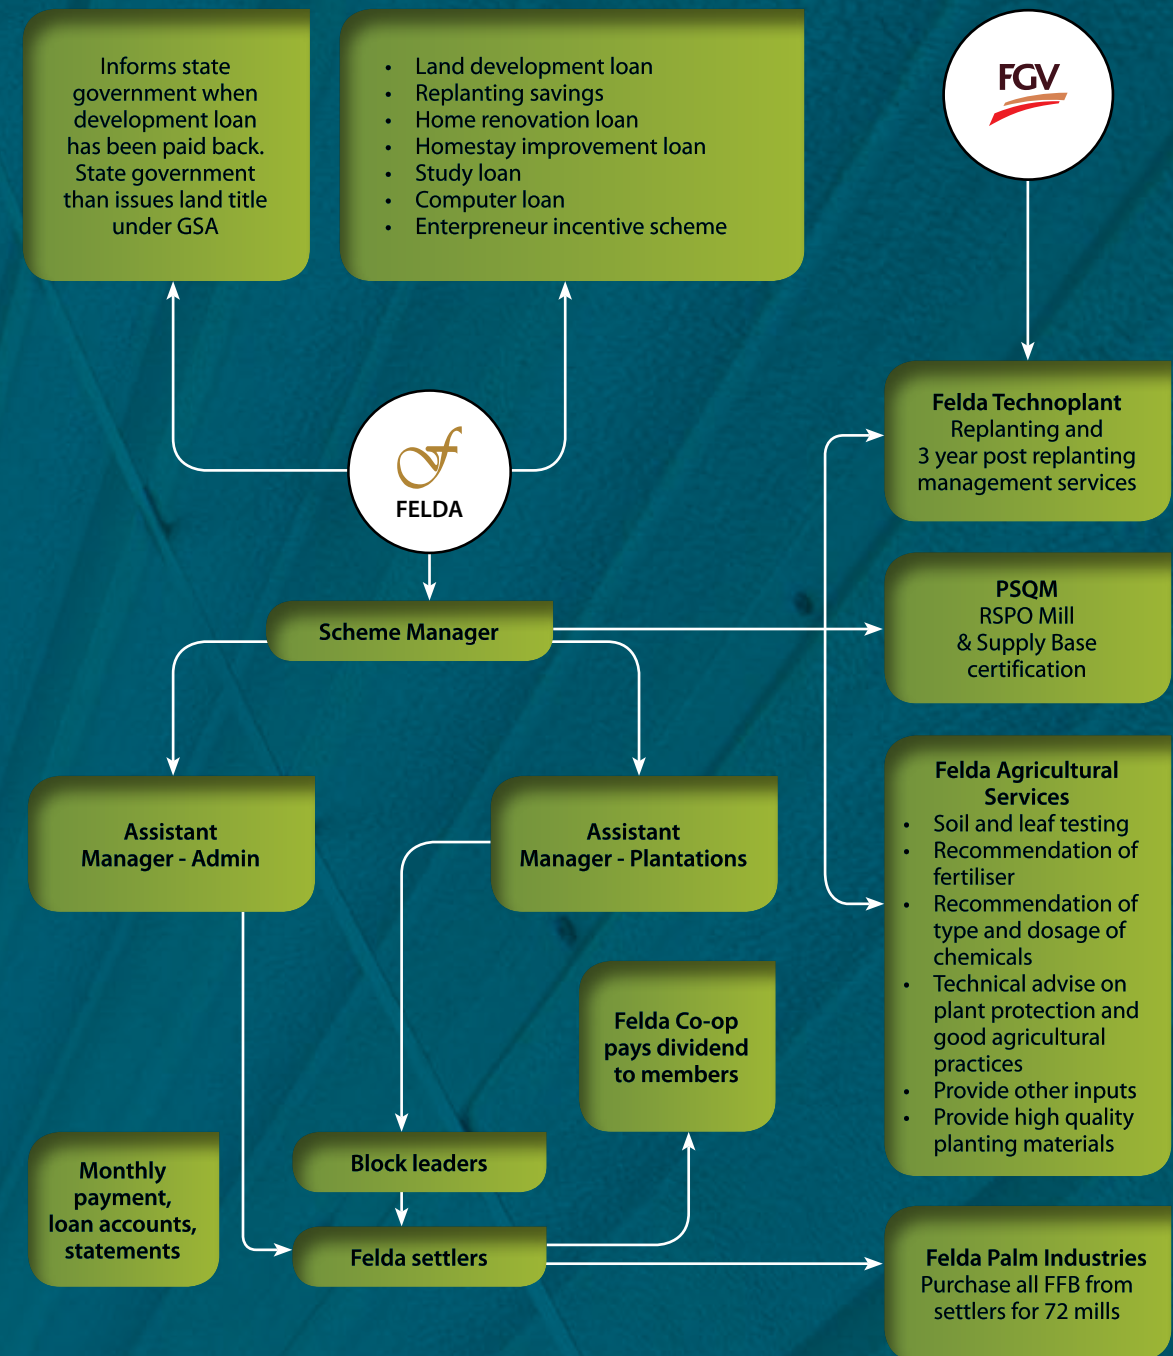 Informs state
government when
development loan
has been paid back.
State government
than issues land title
under GSA
• Land development loan
• Replanting savings
• Home renovation loan
• Homestay improvement loan
• Study loan
• Computer loan
• Enterpreneur incentive scheme
FGV
FELDA
Felda Technoplant
Replanting and
3 year post replanting
management services
Scheme Manager
PSQM
RSPO Mill
& Supply Base
certification
Assistant
Manager - Admin
Assistant
Manager - Plantations
Felda Agricultural
Services
• Soil and leaf testing
• Recommendation of
fertiliser
• Recommendation of
type and dosage of
chemicals
• Technical advise on
plant protection and
good agricultural
practices
• Provide other inputs
• Provide high quality
planting materials
Felda Co-op
pays dividend
to members
Monthly
payment,
loan accounts,
statements
Block leaders
Felda settlers
Felda Palm Industries
Purchase all FFB from
settlers for 72 mills